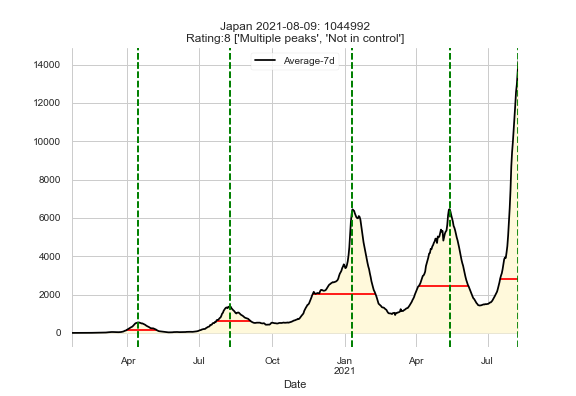 Japan 2021-08-09: 1044992
Rating:8 ['Multiple peaks', 'Not in control']
Average-7d
14000
12000
10000
8000
6000
4000
2000
0
Apr Jul Oct Jan Apr Jul
2021
Date